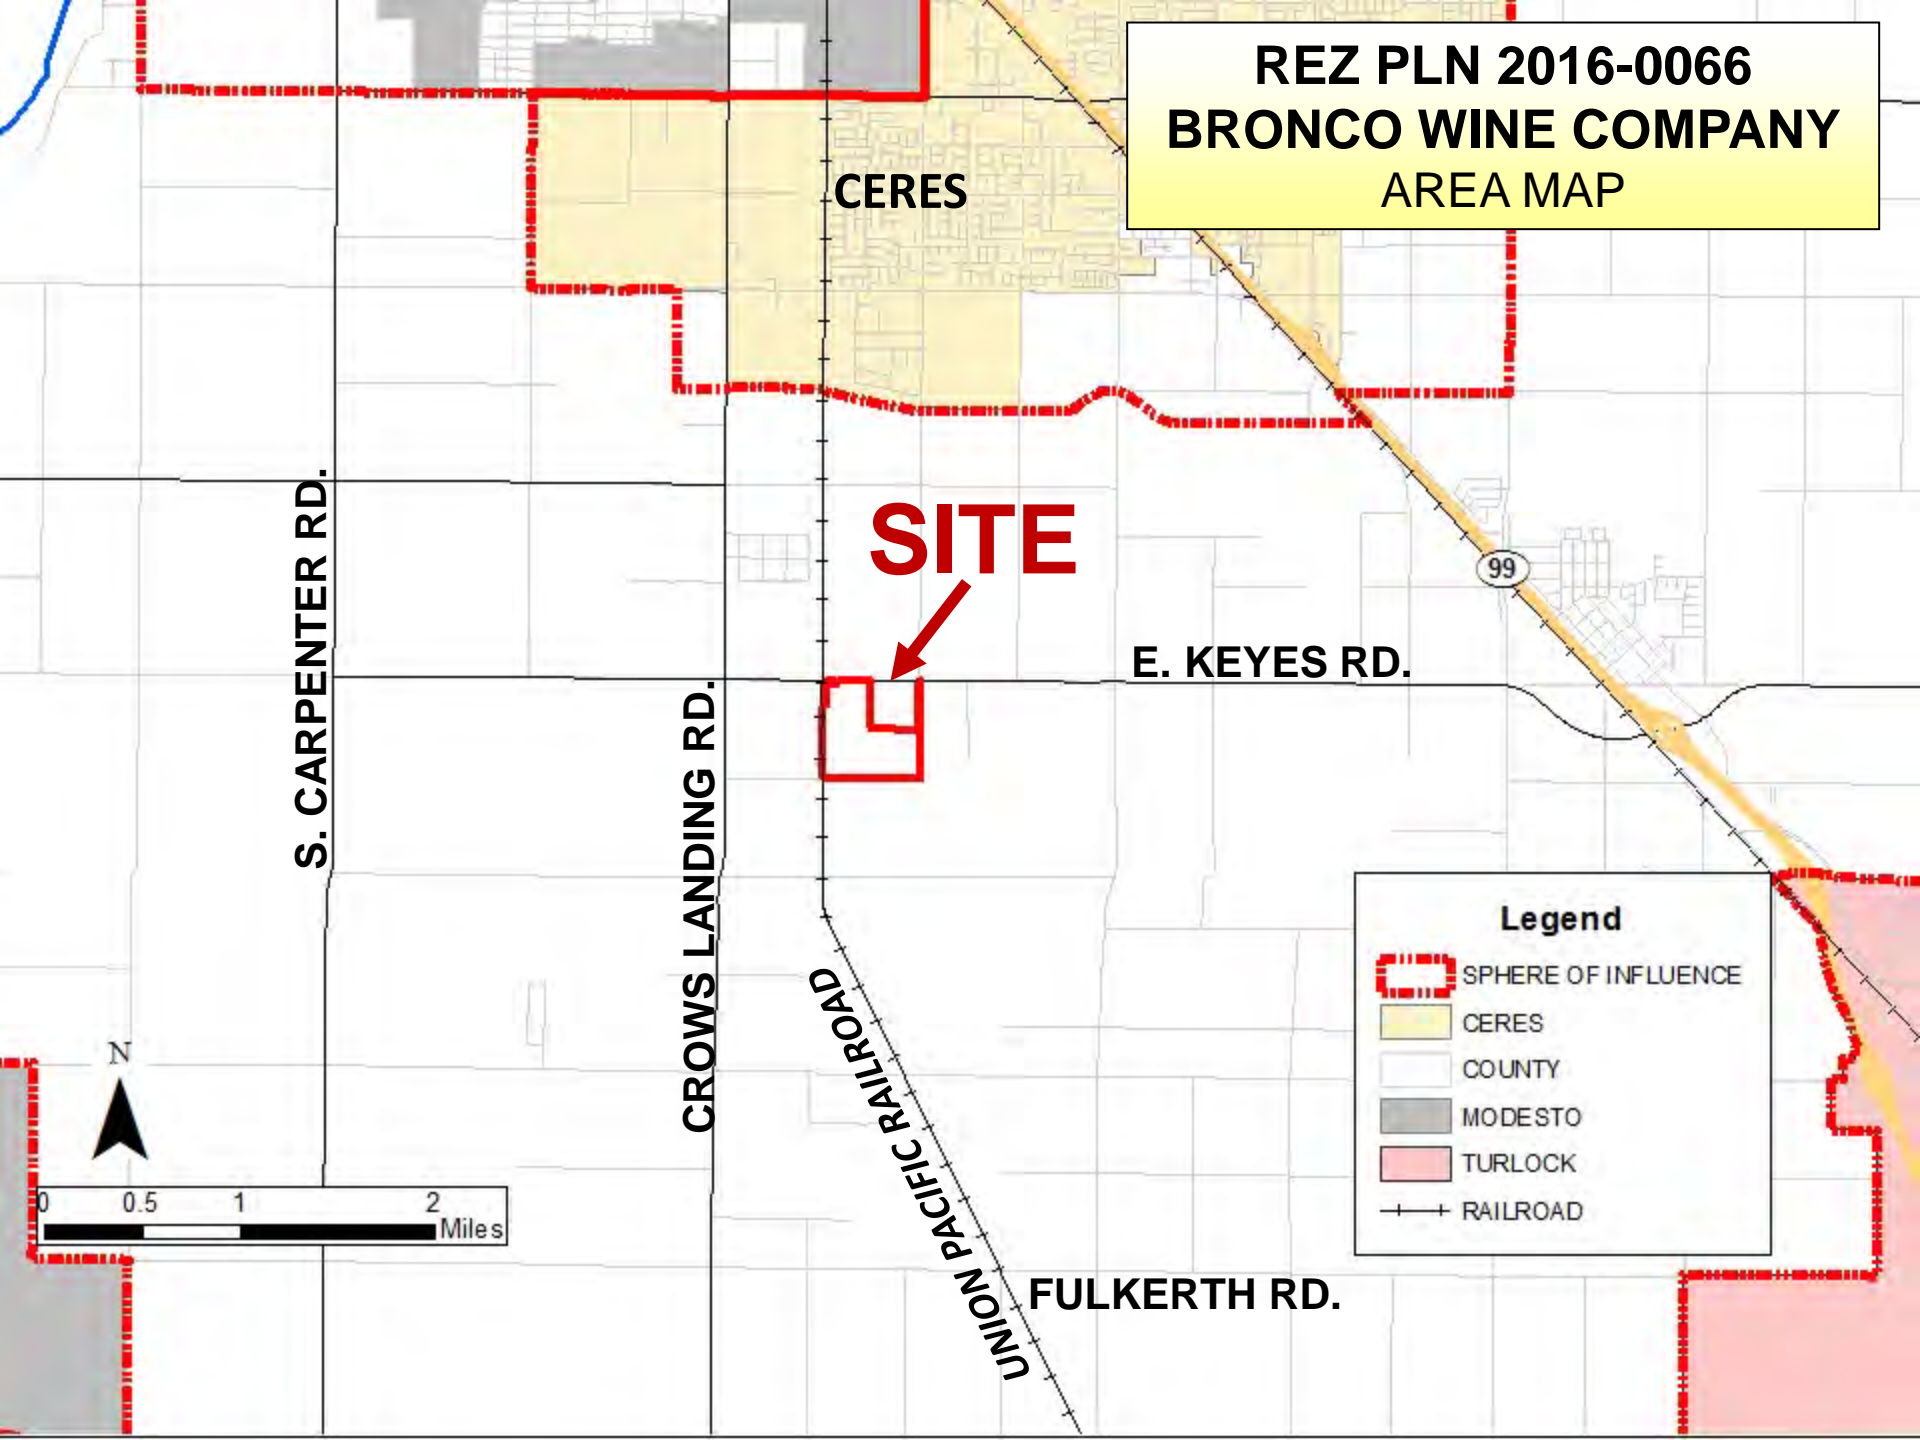 REZ PLN 2016-0066
BRONCO WINE COMPANY
AREA MAP
CERES
SITE
S. CARPENTER RD.
CROWS LANDING RD.
E. KEYES RD.
99
UNION PACIFIC RAILROAD
FULKERTH RD.
N
0 0.5 1 2
Miles
Legend
SPHERE OF INFLUENCE
CERES
COUNTY
MODESTO
TURLOCK
RAILROAD